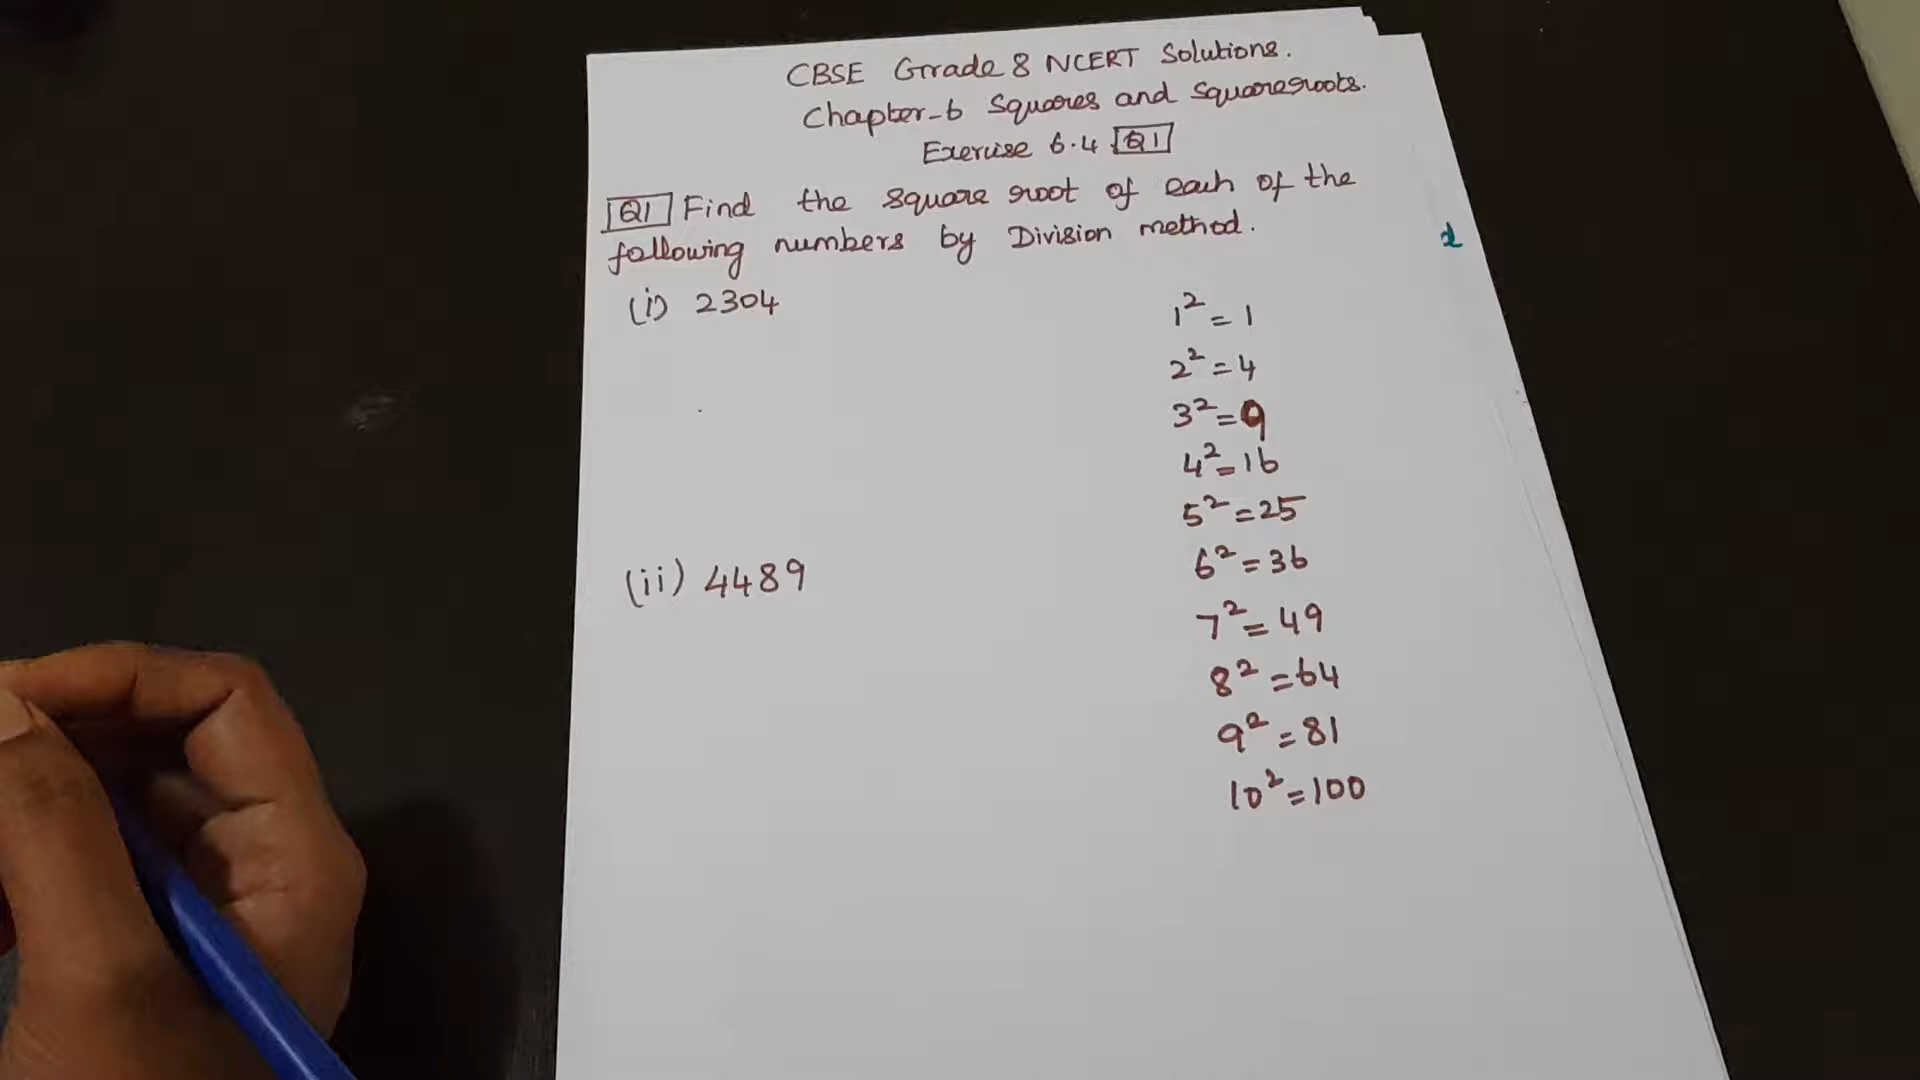 CBSE Grade 8 NCERT Solutions.
Chapter-6 Squares and Squareroots.
Exercise 6.4 Q1
Q1 Find the square root of each of the
following numbers by Division method.
(i) 2304
1² = 1
2² = 4
3² = 9
4² = 16
5² = 25
(ii) 4489
6² = 36
7² = 49
8² = 64
9² = 81
10² = 100